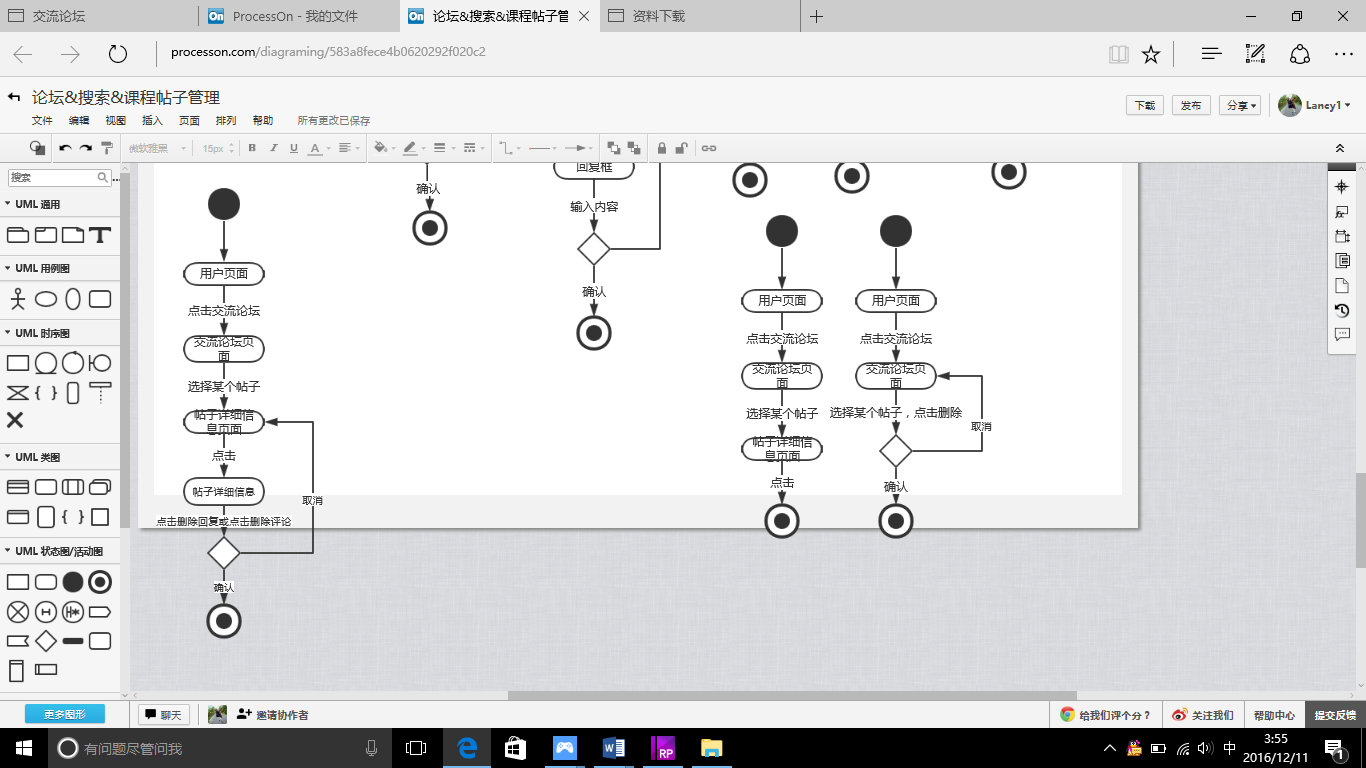 交流论坛
ProcessOn - 我的文件
论坛&搜索&课程帖子管
资料下载
processon.com/diagraming/583a8fece4b0620292f020c2
论坛&搜索&课程帖子管理
文件 编辑 视图 插入 页面 排列 帮助 所有更改已保存
下载 发布 分享 Lancy1
微软雅黑 15px B I U A
搜索
UML 通用
UML 用例图
UML 时序图
UML 类图
UML 状态图/活动图
更多图形
用户页面
点击交流论坛
交流论坛页
面
选择某个帖子
帖子详细信
息页面
点击
帖子详细信息
取消
点击删除回复或点击删除评论
确认
确认
回复框
输入内容
确认
用户页面
点击交流论坛
交流论坛页
面
选择某个帖子
帖子详细信
息页面
点击
用户页面
点击交流论坛
交流论坛页
面
选择某个帖子，点击删除
取消
确认
聊天
邀请协作者
给我们评个分？
关注我们
帮助中心
提交反馈
有问题尽管问我
W
RP
中
3:55
2016/12/11
1